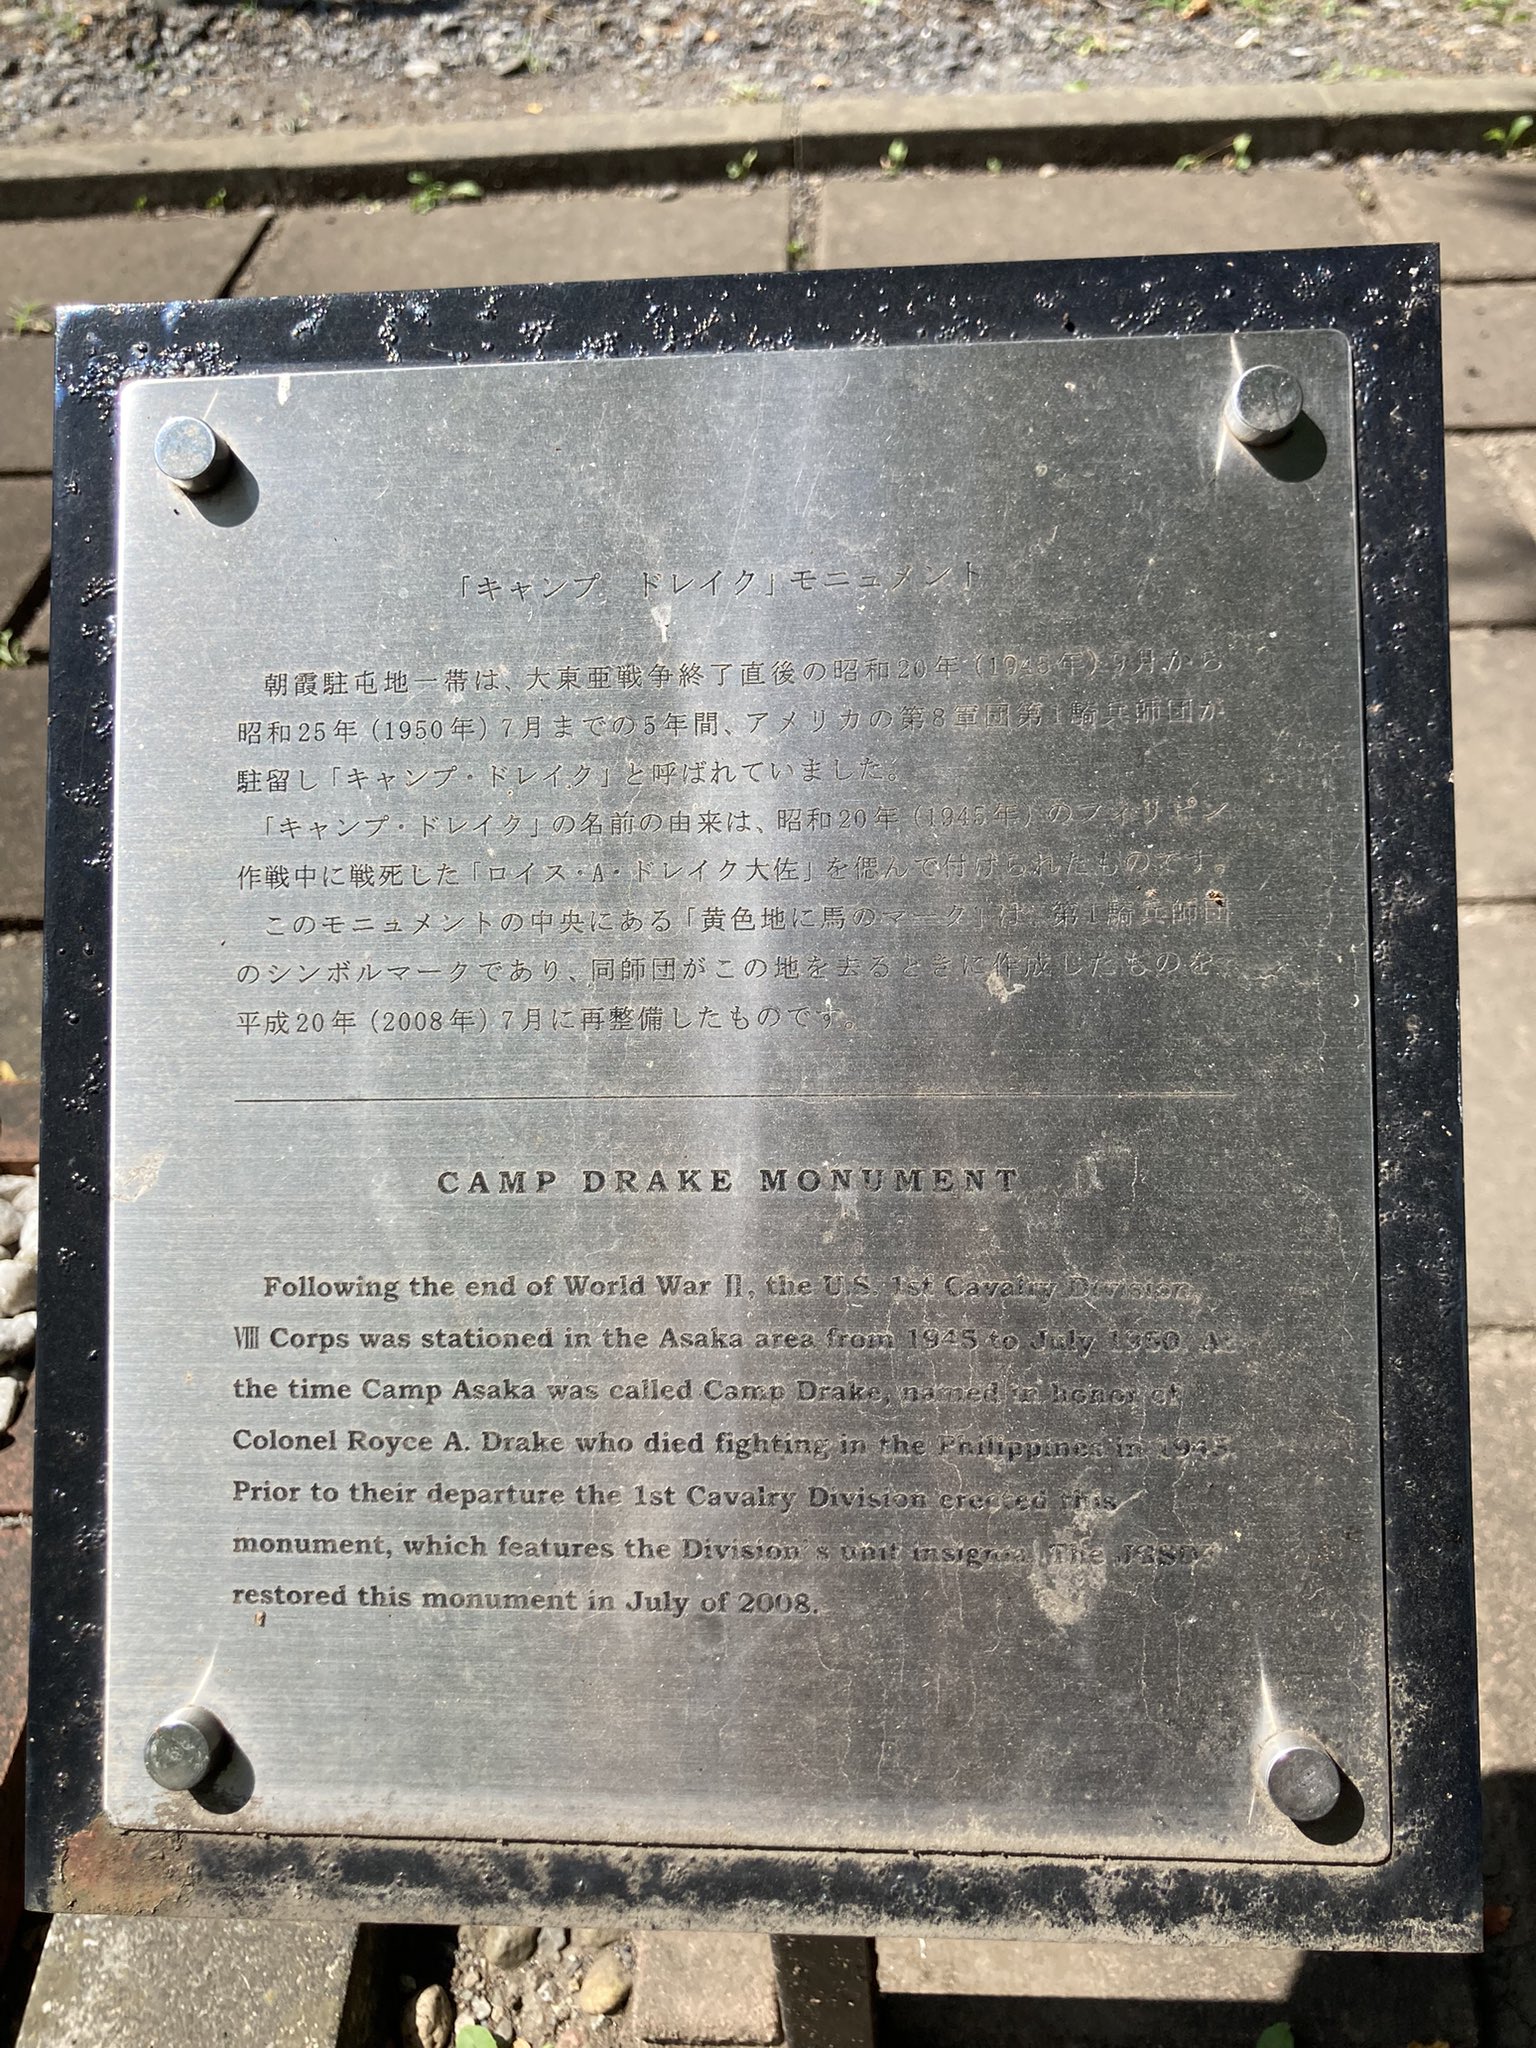 「キャンプ　ドレイク」モニュメント
朝霞駐屯地一帯は、大東亜戦争終了直後の昭和20年（1945年）9月から
昭和25年（1950年）7月までの5年間、アメリカの第8軍団第1騎兵師団が
駐留し「キャンプ・ドレイク」と呼ばれていました。
「キャンプ・ドレイク」の名前の由来は、昭和20年（1945年）のフィリピン
作戦中に戦死した「ロイス・A・ドレイク大佐」を偲んで付けられたものです。
このモニュメントの中央にある「黄色地に馬のマーク」は、第1騎兵師団
のシンボルマークであり、同師団がこの地を去るときに作成したものを、
平成20年（2008年）7月に再整備したものです。
CAMP DRAKE MONUMENT
Following the end of World War Ⅱ, the U.S. 1st Cavalry Division,
Ⅷ Corps was stationed in the Asaka area from 1945 to July 1950. At
the time Camp Asaka was called Camp Drake, named in honor of
Colonel Royce A. Drake who died fighting in the Philippines in 1945.
Prior to their departure the 1st Cavalry Division erected this
monument, which features the Division's unit insignia. The JGSDF
restored this monument in July of 2008.